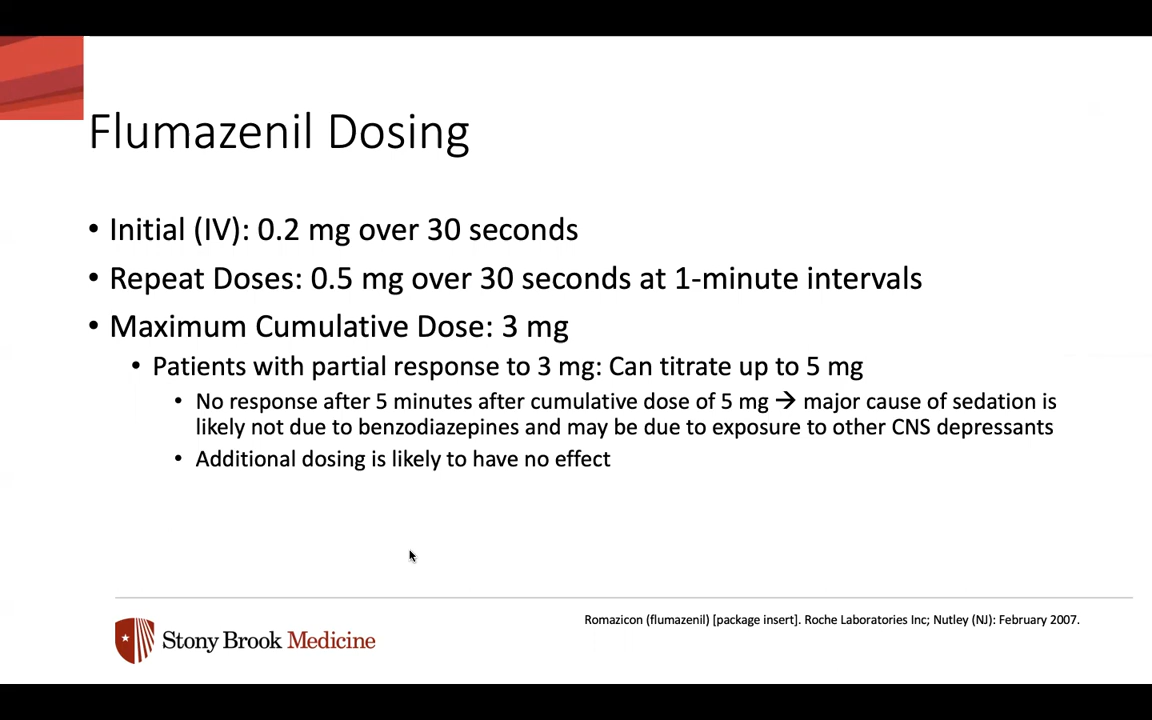 Flumazenil Dosing
• Initial (IV): 0.2 mg over 30 seconds
• Repeat Doses: 0.5 mg over 30 seconds at 1-minute intervals
• Maximum Cumulative Dose: 3 mg
• Patients with partial response to 3 mg: Can titrate up to 5 mg
• No response after 5 minutes after cumulative dose of 5 mg → major cause of sedation is
likely not due to benzodiazepines and may be due to exposure to other CNS depressants
• Additional dosing is likely to have no effect
Romazicon (flumazenil) [package insert]. Roche Laboratories Inc; Nutley (NJ): February 2007.
Stony Brook Medicine